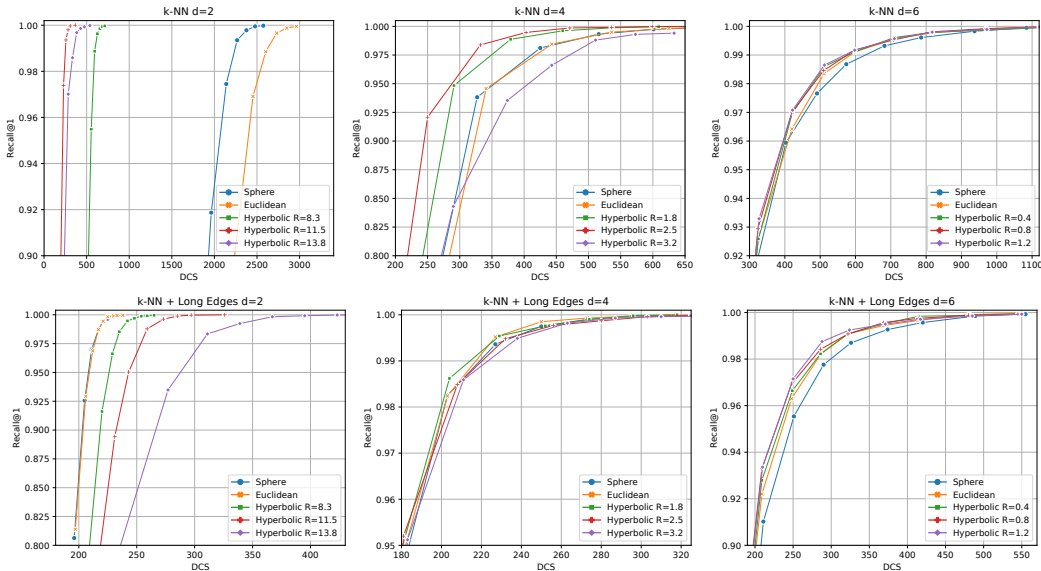 k-NN d=2
Recall@1
1.00
0.98
0.96
0.94
0.92
0.90
0 500 1000 1500 2000 2500 3000
DCS
Sphere
Euclidean
Hyperbolic R=8.3
Hyperbolic R=11.5
Hyperbolic R=13.8
k-NN d=4
Recall@1
1.000
0.975
0.950
0.925
0.900
0.875
0.850
0.825
0.800
200 250 300 350 400 450 500 550 600 650
DCS
Sphere
Euclidean
Hyperbolic R=1.8
Hyperbolic R=2.5
Hyperbolic R=3.2
k-NN d=6
Recall@1
1.00
0.99
0.98
0.97
0.96
0.95
0.94
0.93
0.92
300 400 500 600 700 800 900 1000 1100
DCS
Sphere
Euclidean
Hyperbolic R=0.4
Hyperbolic R=0.8
Hyperbolic R=1.2
k-NN + Long Edges d=2
Recall@1
1.000
0.975
0.950
0.925
0.900
0.875
0.850
0.825
0.800
200 250 300 350 400
DCS
Sphere
Euclidean
Hyperbolic R=8.3
Hyperbolic R=11.5
Hyperbolic R=13.8
k-NN + Long Edges d=4
Recall@1
1.00
0.99
0.98
0.97
0.96
0.95
180 200 220 240 260 280 300 320
DCS
Sphere
Euclidean
Hyperbolic R=1.8
Hyperbolic R=2.5
Hyperbolic R=3.2
k-NN + Long Edges d=6
Recall@1
1.00
0.98
0.96
0.94
0.92
0.90
200 250 300 350 400 450 500 550
DCS
Sphere
Euclidean
Hyperbolic R=0.4
Hyperbolic R=0.8
Hyperbolic R=1.2